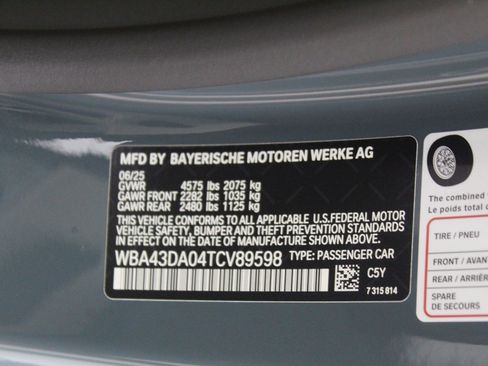 MFD BY BAYERISCHE MOTOREN WERKE AG
06/25
GVWR 4575 lbs 2075 kg
GAWR FRONT 2282 lbs 1035 kg
GAWR REAR 2480 lbs 1125 kg
THIS VEHICLE CONFORMS TO ALL APPLICABLE U.S.FEDERAL MOTOR
VEHICLE SAFETY, BUMPER AND THEFT PREVENTION STANDARDS
IN EFFECT ON THE DATE OF MANUFACTURE SHOWN ABOVE.
WBA43DA04TCV89598 TYPE: PASSENGER CAR
C5Y
7 315 814
The combined
Le poids total
TIRE / PNEU
FRONT / AVAN
REAR / ARRIÈR
SPARE
DE SECOURS